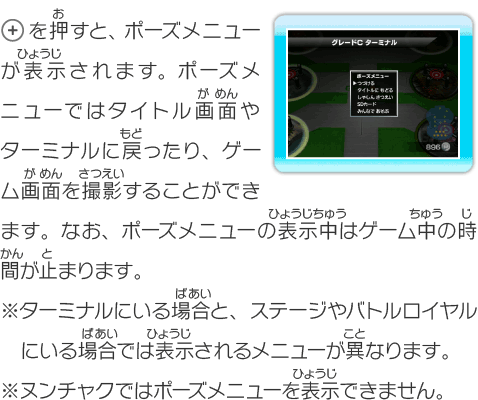 ⊕を押すと、ポーズメニュー
が表示されます。ポーズメ
ニューではタイトル画面や
ターミナルに戻ったり、ゲー
ム画面を撮影することができ
ます。なお、ポーズメニューの表示中はゲーム中の時
間が止まります。
※ターミナルにいる場合と、ステージやバトルロイヤル
にいる場合では表示されるメニューが異なります。
※ヌンチャクではポーズメニューを表示できません。
グレードC ターミナル
ポーズメニュー
つづける
タイトルに もどる
しゃしん さつえい
SDカード
みんなで あそぶ
896